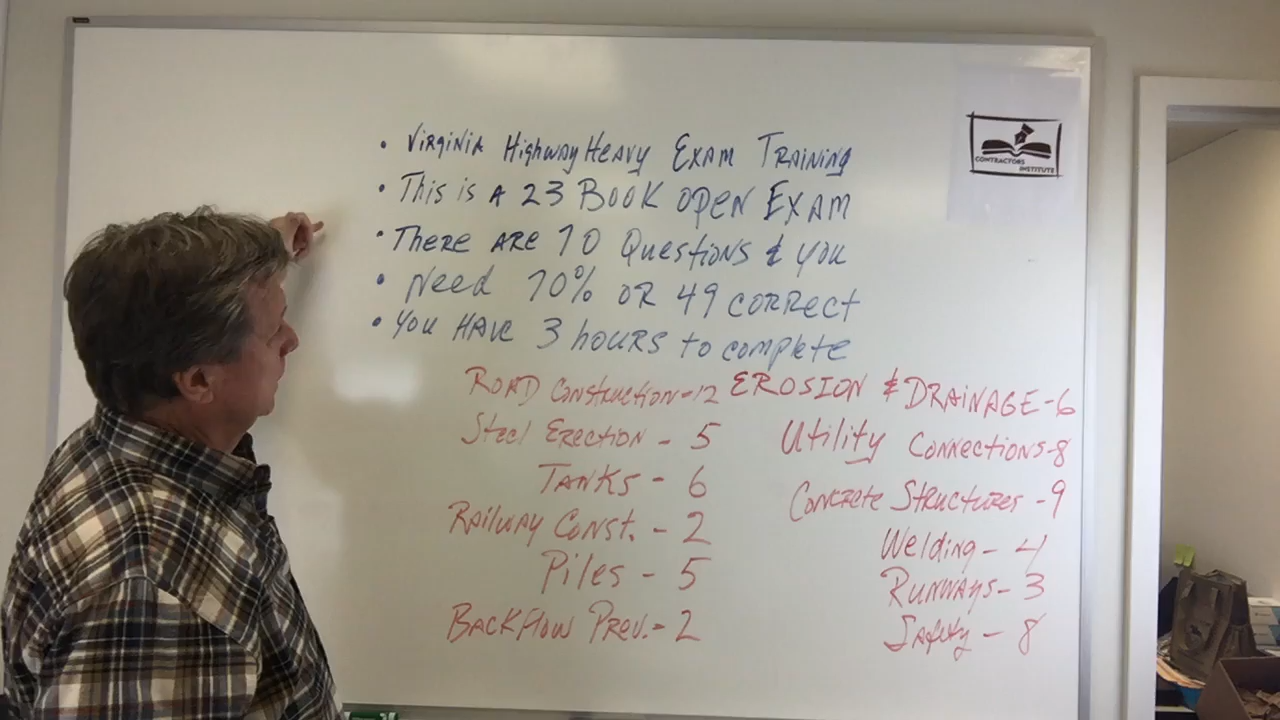 • Virginia Highway Heavy Exam Training
• This is A 23 Book open Exam
• There are 70 Questions & you
• Need 70% or 49 correct
• You Have 3 hours to complete
Road Construction - 12
Steel Erection - 5
Tanks - 6
Railway Const. - 2
Piles - 5
Backflow Prev. - 2
EROSION & DRAINAGE - 6
Utility Connections - 8
Concrete Structures - 9
Welding - 4
Runways - 3
Safety - 8
CONTRACTORS
INSTITUTE